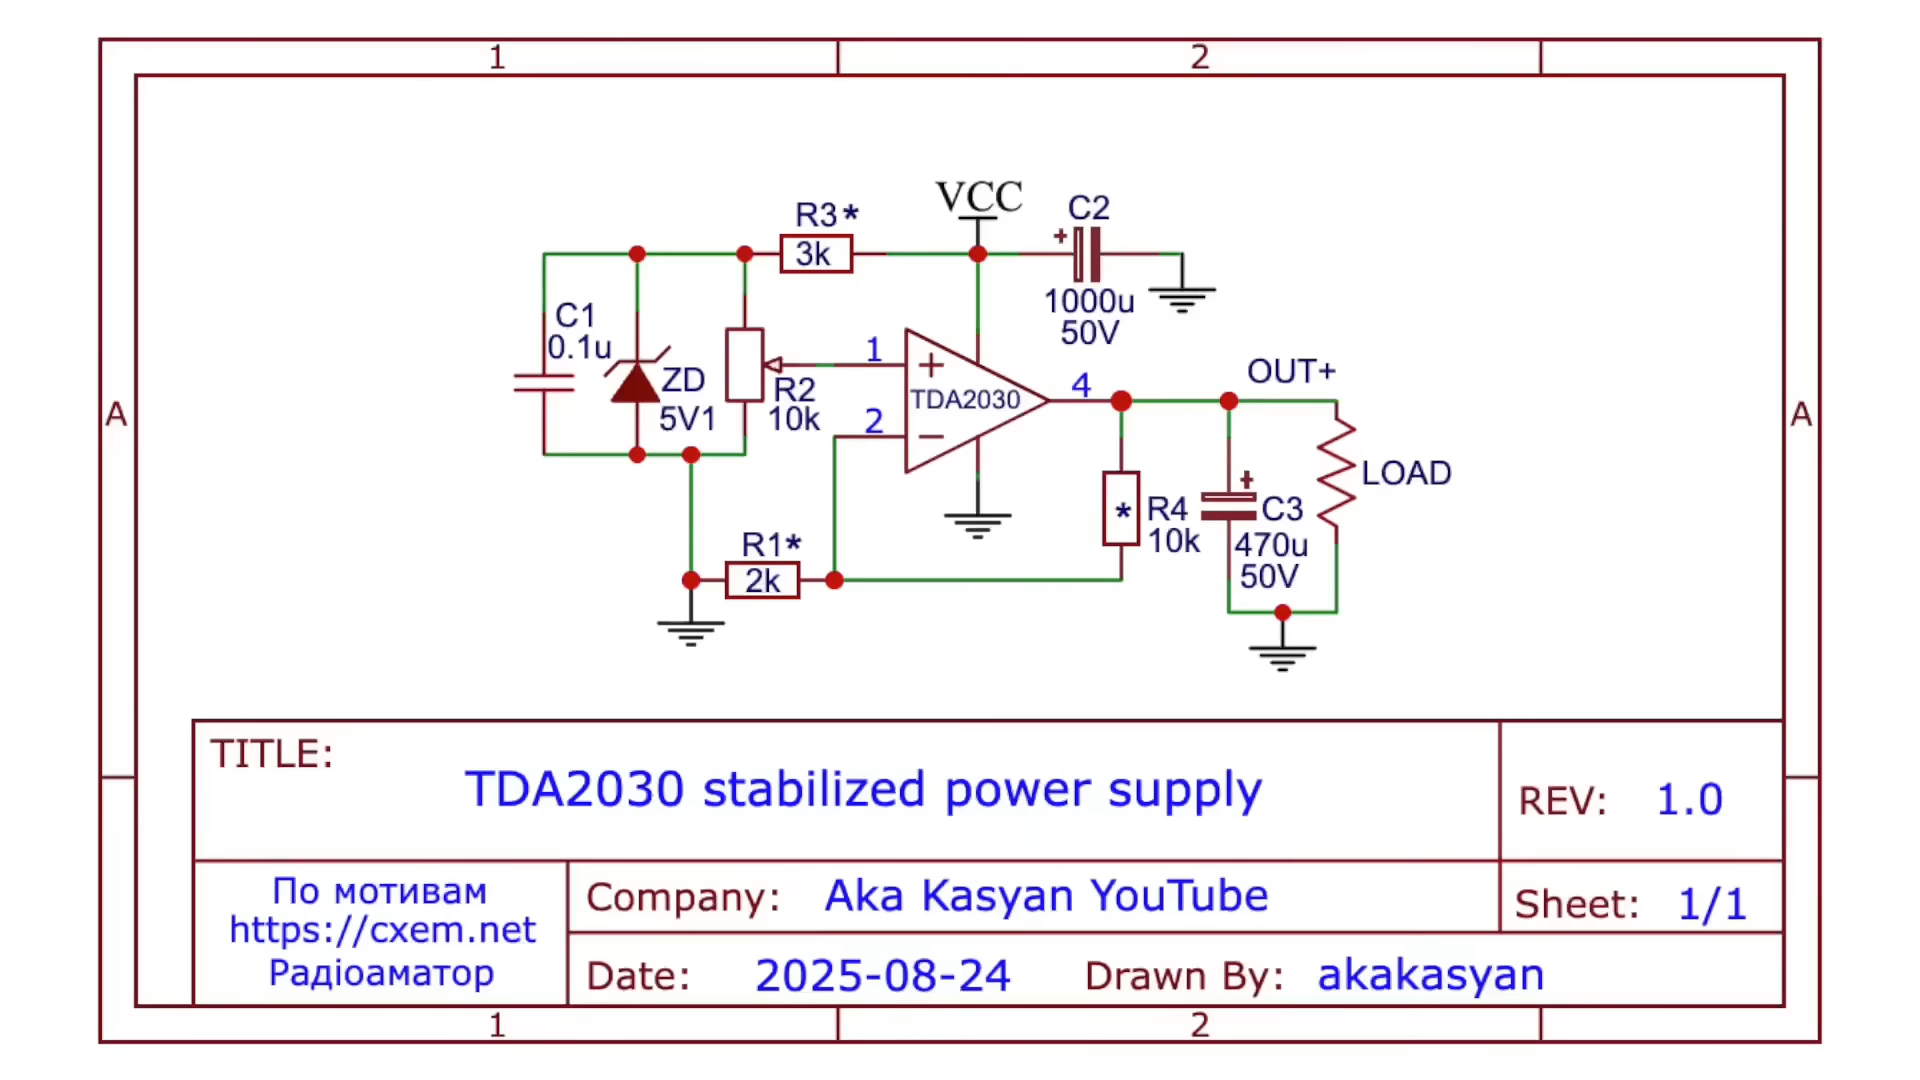 1 2
VCC
R3*
3k
C2
+
1000u
50V
C1
0.1u
ZD
5V1
R2
10k
1
2
+
TDA2030
−
4
OUT+
LOAD
* R4
10k
+
C3
470u
50V
R1*
2k
A A
TITLE:
TDA2030 stabilized power supply
REV: 1.0
По мотивам
https://cxem.net
Радіоаматор
Company: Aka Kasyan YouTube
Sheet: 1/1
Date: 2025-08-24 Drawn By: akakasyan
1 2